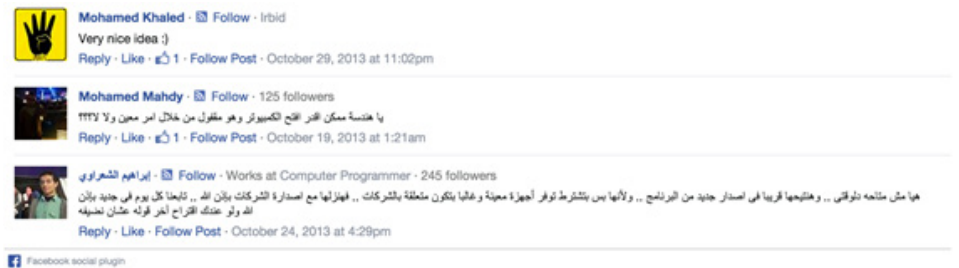 Mohamed Khaled · Follow · Irbid
Very nice idea :)
Reply · Like · 1 · Follow Post · October 29, 2013 at 11:02pm
Mohamed Mahdy · Follow · 125 followers
يا هندسة ممكن اقدر افتح الكمبيوتر وهو مقفول من خلال امر معين ولا لا؟؟؟
Reply · Like · 1 · Follow Post · October 19, 2013 at 1:21am
إبراهيم الشعراوي · Follow · Works at Computer Programmer · 245 followers
هيا مش متاحه دلوقتى .. وهنتيحها قريبا فى اصدار جديد من البرنامج .. ولأنها بس بتشترط توفر أجهزة معينة وغالبا بتكون متعلقة بالشركات .. فهنزلها مع اصدارة الشركات بإذن الله .. تابعنا كل يوم فى جديد بإذن
الله ولو عندك اقتراح أخر قوله عشان نضيفه
Reply · Like · Follow Post · October 24, 2013 at 4:29pm
Facebook social plugin